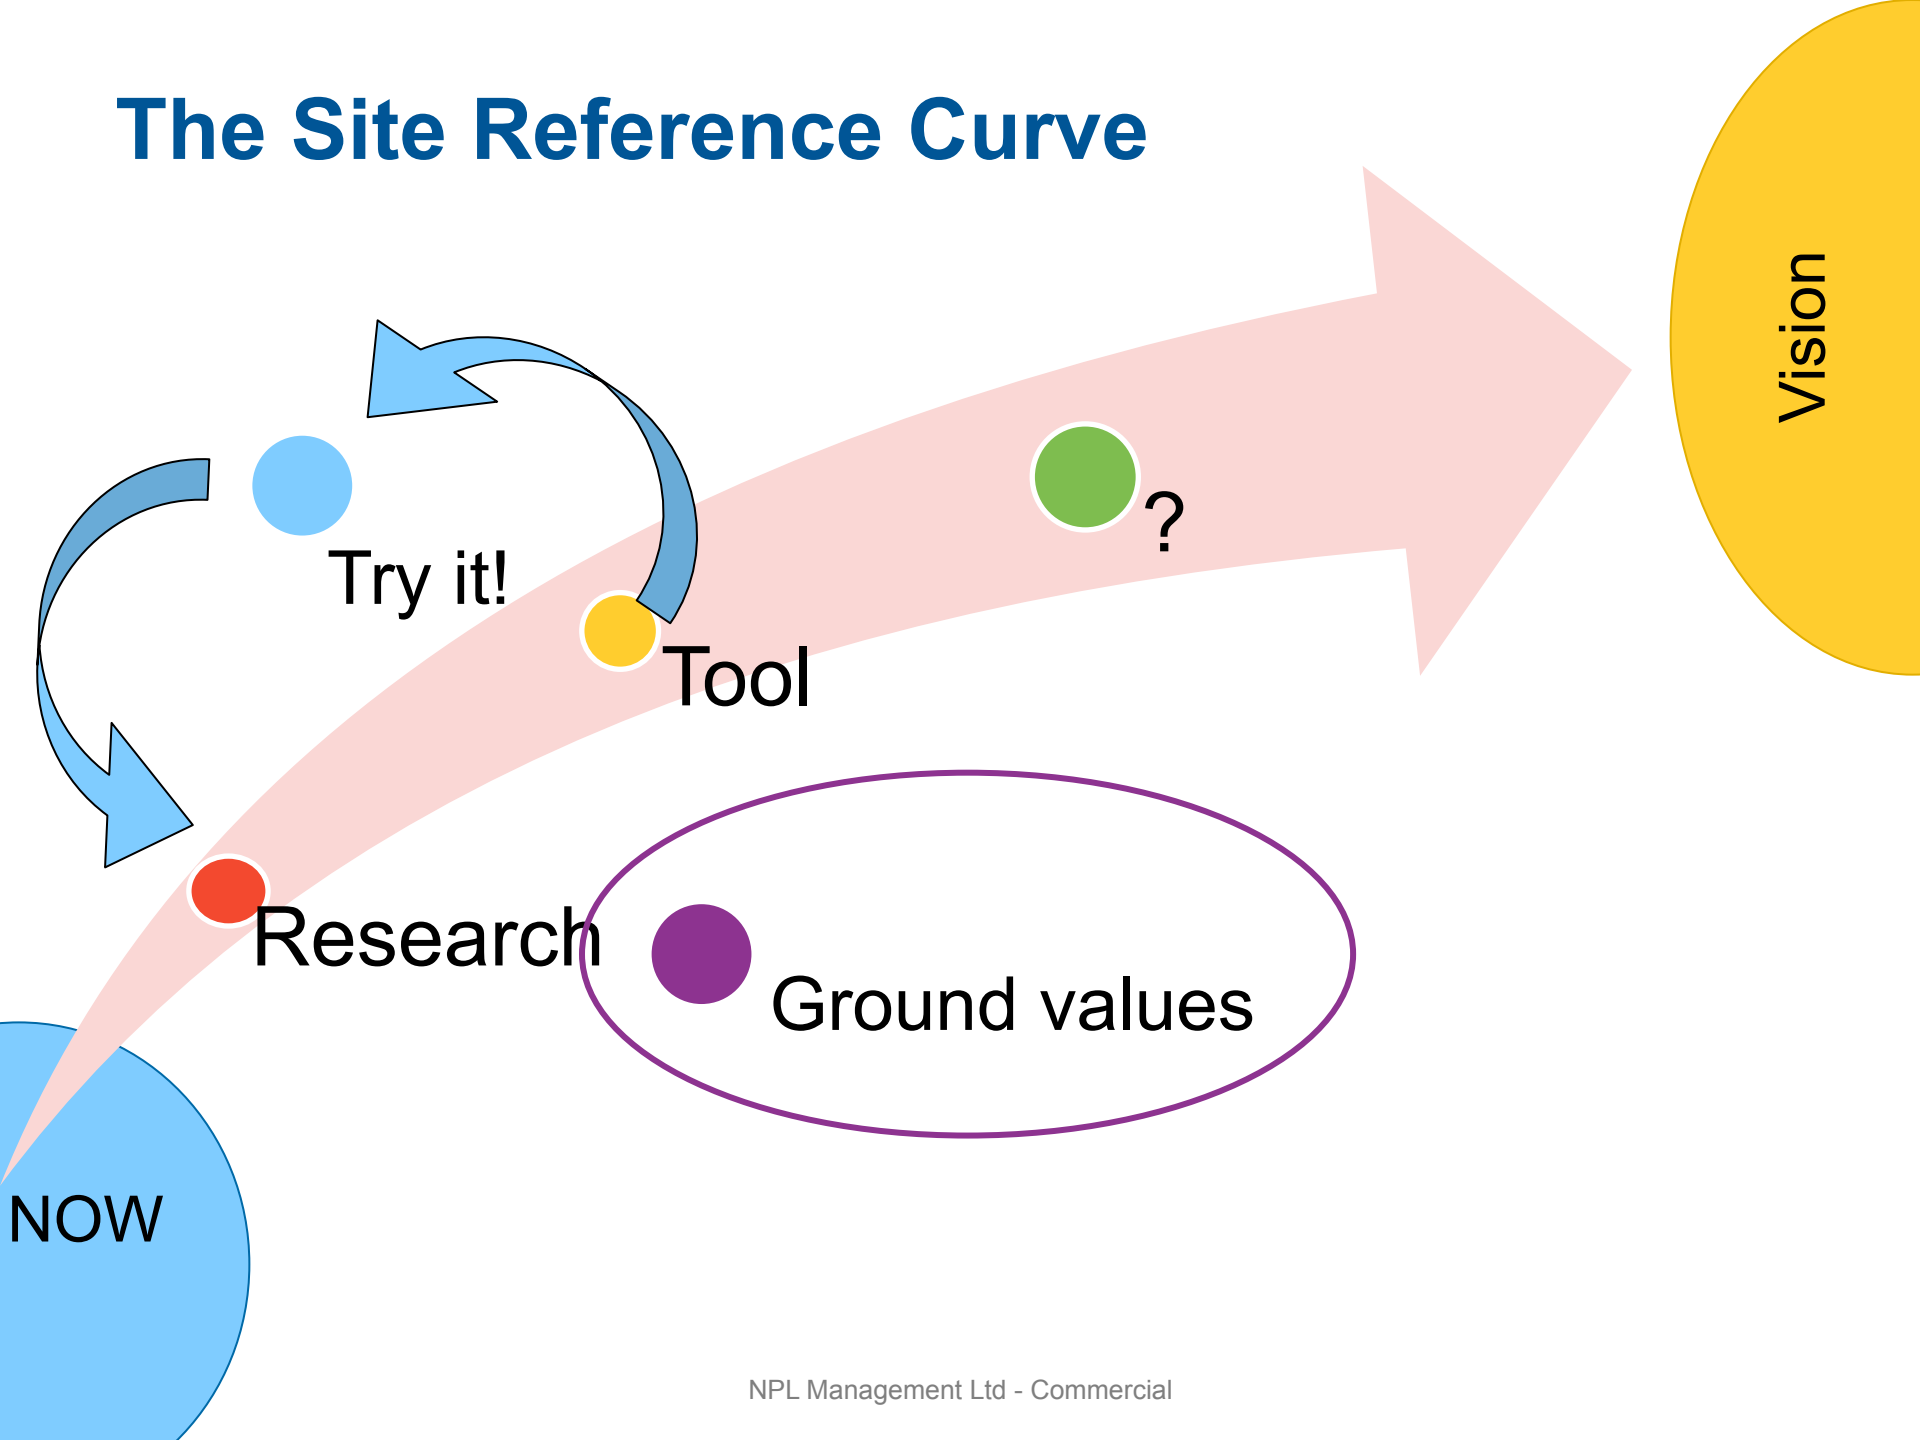 The Site Reference Curve
Vision
?
Try it!
Tool
Research
Ground values
NOW
NPL Management Ltd - Commercial